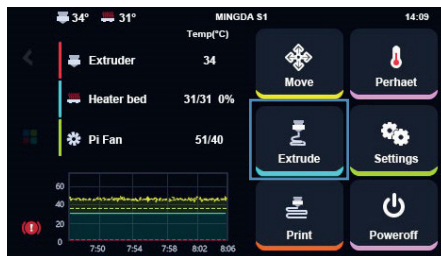 34° 31° MINGDA S1 14:09
Temp(°C)
Extruder 34
Heater bed 31/31 0%
Pi Fan 51/40
Move
Perhaet
Extrude
Settings
Print
Poweroff
60
40
20
0
7:50 7:54 7:58 8:02 8:06